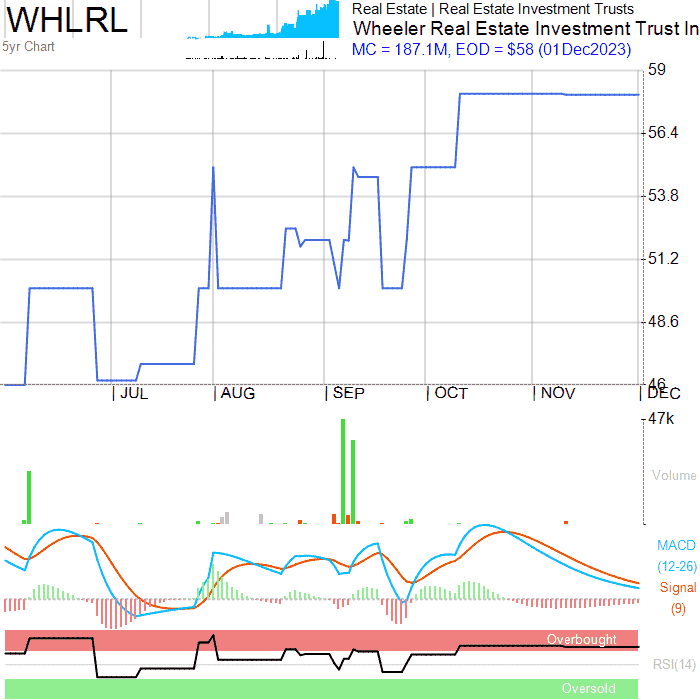 WHLRL
5yr Chart
Real Estate | Real Estate Investment Trusts
Wheeler Real Estate Investment Trust In
MC = 187.1M, EOD = $58 (01Dec2023)
59
56.4
53.8
51.2
48.6
46
JUL
AUG
SEP
OCT
NOV
DEC
47k
Volume
MACD
(12-26)
Signal
(9)
Overbought
RSI(14)
Oversold